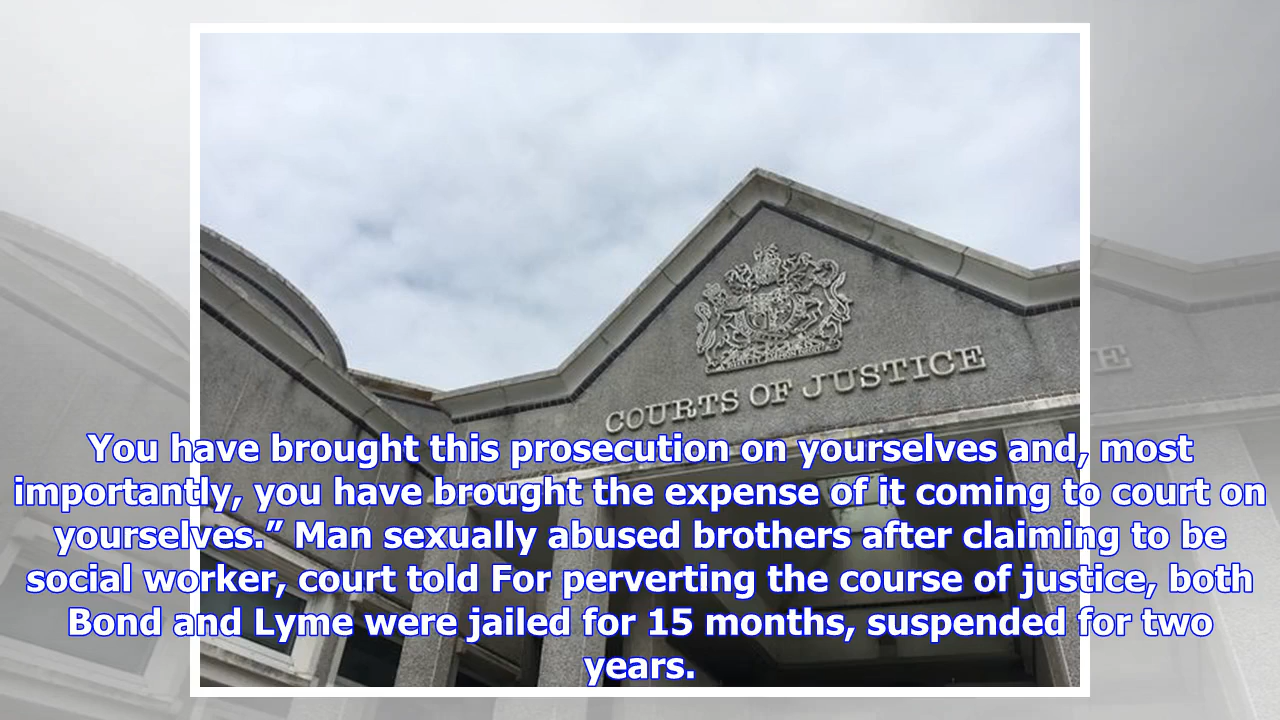 COURTS OF JUSTICE
You have brought this prosecution on yourselves and, most
importantly, you have brought the expense of it coming to court on
yourselves.” Man sexually abused brothers after claiming to be
social worker, court told For perverting the course of justice, both
Bond and Lyme were jailed for 15 months, suspended for two
years.